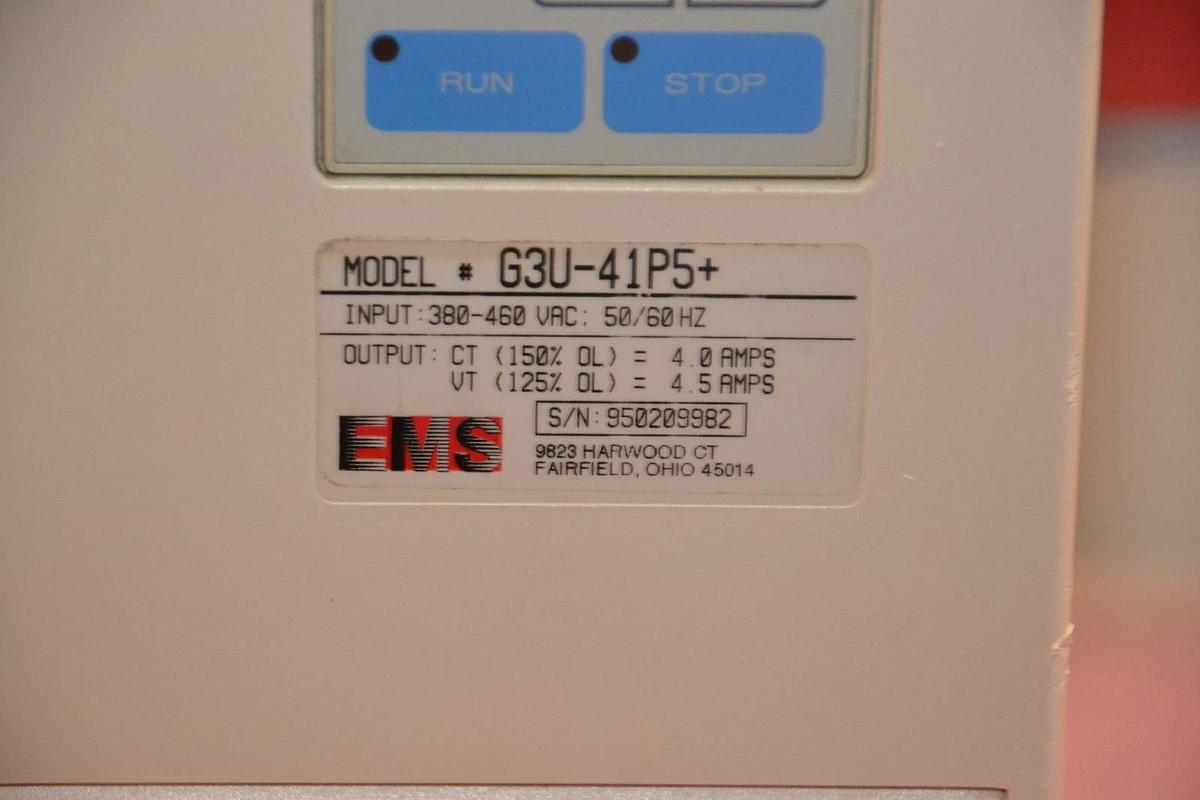 RUN STOP
MODEL # G3U-41P5+
INPUT: 380-460 VAC: 50/60 HZ
OUTPUT: CT (150% OL) = 4.0 AMPS
VT (125% OL) = 4.5 AMPS
S/N: 950209982
EMS
9823 HARWOOD CT
FAIRFIELD, OHIO 45014